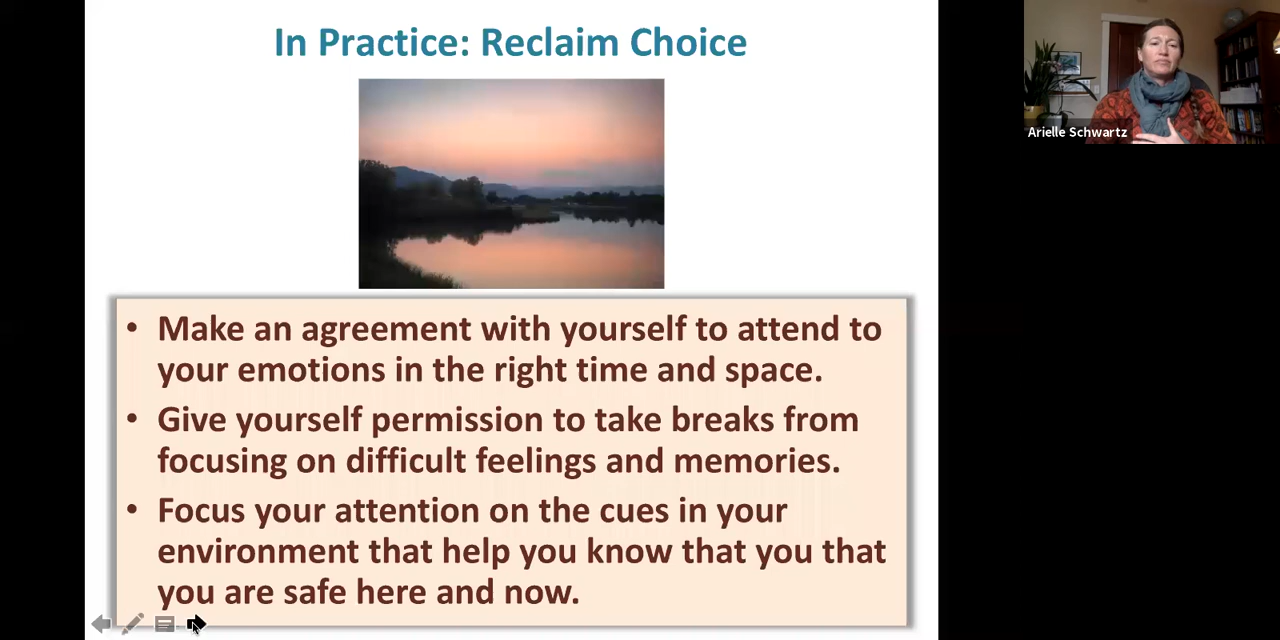 In Practice: Reclaim Choice
Arielle Schwartz
• Make an agreement with yourself to attend to
your emotions in the right time and space.
• Give yourself permission to take breaks from
focusing on difficult feelings and memories.
• Focus your attention on the cues in your
environment that help you know that you that
you are safe here and now.